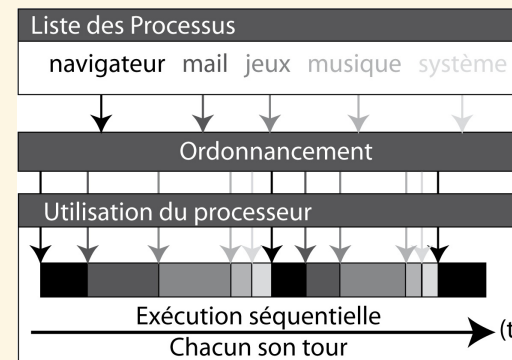 Liste des Processus
navigateur mail jeux musique système
Ordonnancement
Utilisation du processeur
Exécution séquentielle
(t
Chacun son tour